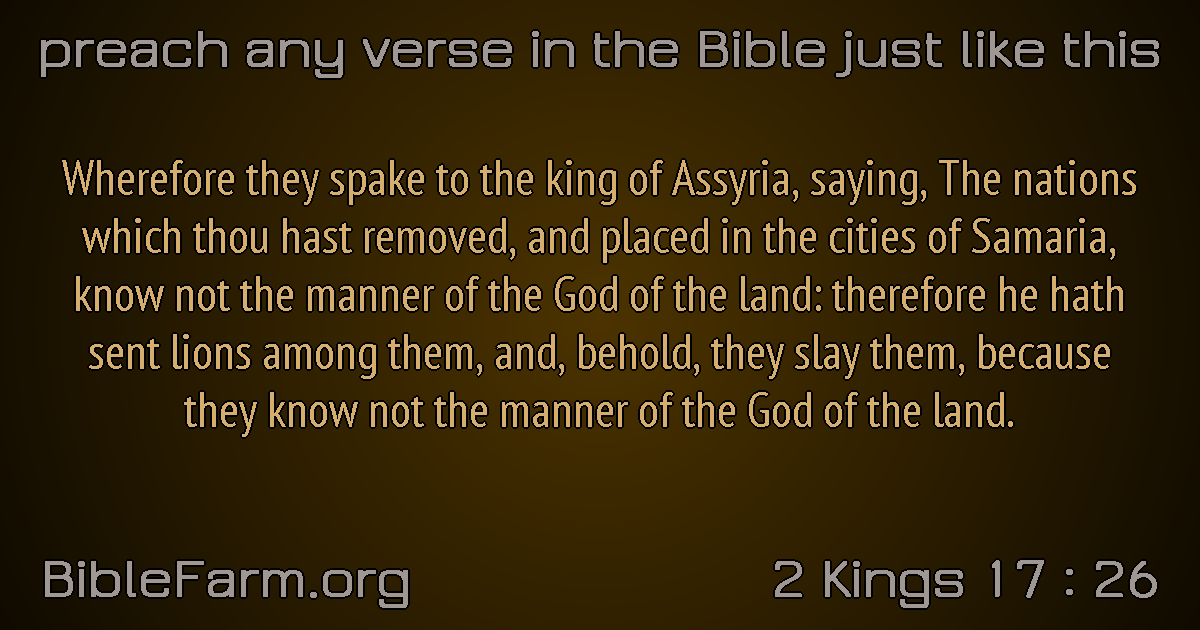 preach any verse in the Bible just like this
Wherefore they spake to the king of Assyria, saying, The nations
which thou hast removed, and placed in the cities of Samaria,
know not the manner of the God of the land: therefore he hath
sent lions among them, and, behold, they slay them, because
they know not the manner of the God of the land.
BibleFarm.org
2 Kings 17 : 26